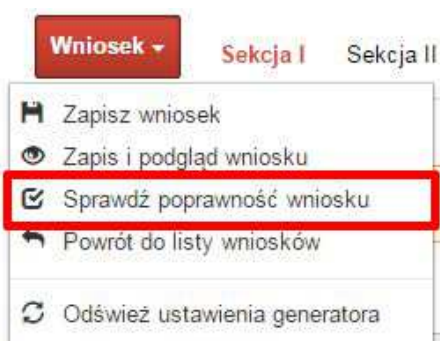 Wniosek Sekcja I Sekcja II
Zapisz wniosek
Zapis i podgląd wniosku
Sprawdź poprawność wniosku
Powrót do listy wniosków
Odśwież ustawienia generatora